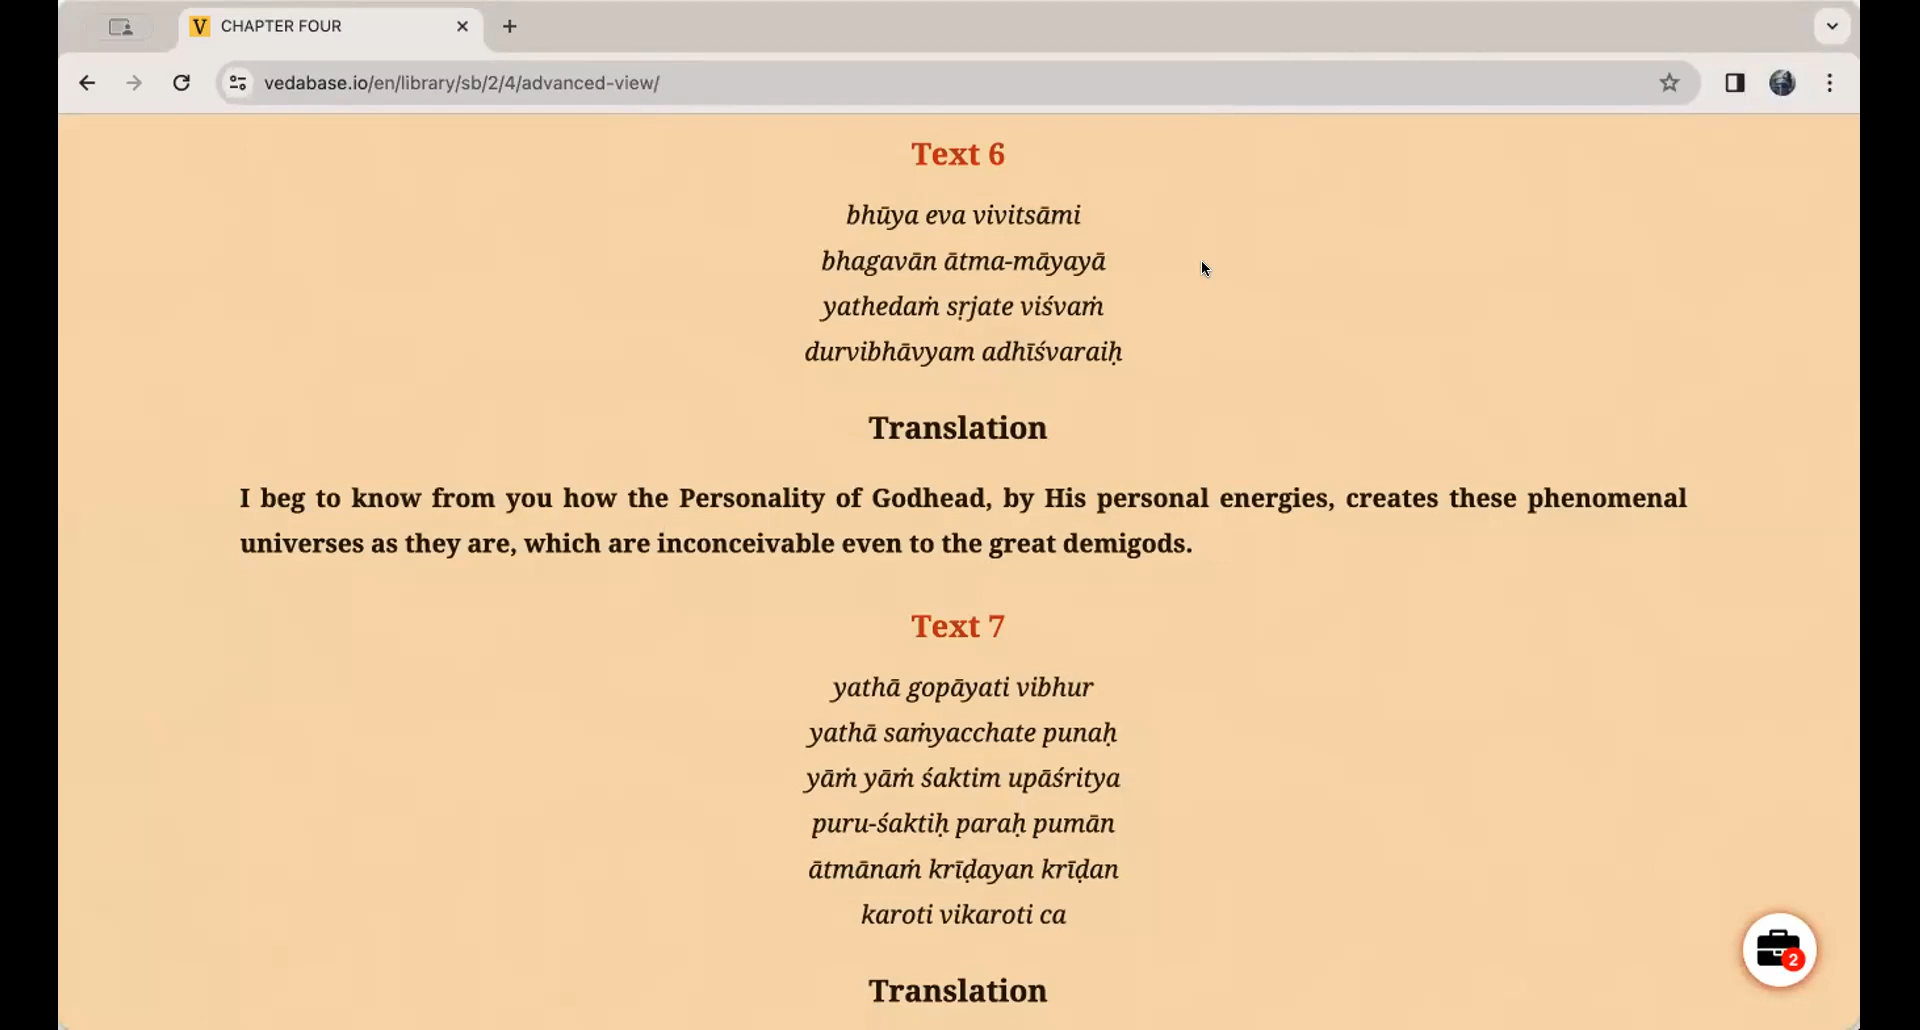 CHAPTER FOUR
vedabase.io/en/library/sb/2/4/advanced-view/
Text 6
bhūya eva vivitsāmi
bhagavān ātma-māyayā
yathedaṁ sṛjate viśvaṁ
durvibhāvyam adhīśvaraiḥ
Translation
I beg to know from you how the Personality of Godhead, by His personal energies, creates these phenomenal
universes as they are, which are inconceivable even to the great demigods.
Text 7
yathā gopāyati vibhur
yathā saṁyacchate punaḥ
yāṁ yāṁ śaktim upāśritya
puru-śaktiḥ paraḥ pumān
ātmānaṁ krīḍayan krīḍan
karoti vikaroti ca
2
Translation